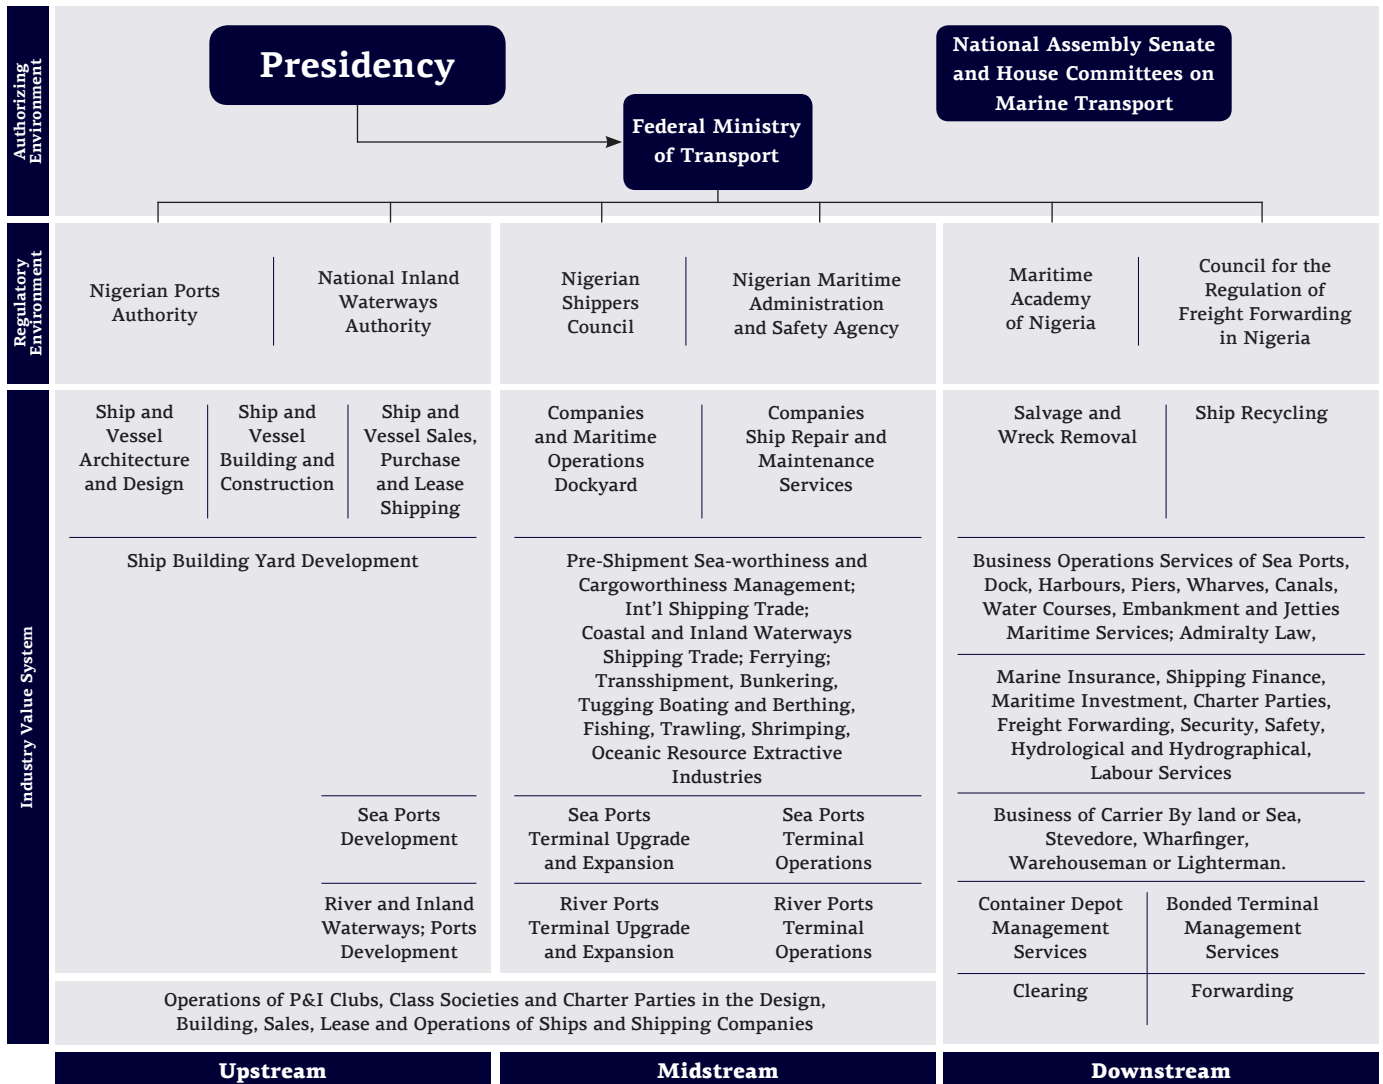 Authorizing
Environment
Presidency
National Assembly Senate
and House Committees on
Marine Transport
Federal Ministry
of Transport
Regulatory
Environment
Nigerian Ports
Authority
National Inland
Waterways
Authority
Nigerian
Shippers
Council
Nigerian Maritime
Administration
and Safety Agency
Maritime
Academy
of Nigeria
Council for the
Regulation of
Freight Forwarding
in Nigeria
Industry Value System
Ship and
Vessel
Architecture
and Design
Ship and
Vessel
Building and
Construction
Ship and
Vessel Sales,
Purchase
and Lease
Shipping
Ship Building Yard Development
Sea Ports
Development
River and Inland
Waterways; Ports
Development
Companies
and Maritime
Operations
Dockyard
Companies
Ship Repair and
Maintenance
Services
Pre-Shipment Sea-worthiness and
Cargoworthiness Management;
Int'l Shipping Trade;
Coastal and Inland Waterways
Shipping Trade; Ferrying;
Transshipment, Bunkering,
Tugging Boating and Berthing,
Fishing, Trawling, Shrimping,
Oceanic Resource Extractive
Industries
Sea Ports
Terminal Upgrade
and Expansion
Sea Ports
Terminal
Operations
River Ports
Terminal Upgrade
and Expansion
River Ports
Terminal
Operations
Salvage and
Wreck Removal
Ship Recycling
Business Operations Services of Sea Ports,
Dock, Harbours, Piers, Wharves, Canals,
Water Courses, Embankment and Jetties
Maritime Services; Admiralty Law,
Marine Insurance, Shipping Finance,
Maritime Investment, Charter Parties,
Freight Forwarding, Security, Safety,
Hydrological and Hydrographical,
Labour Services
Business of Carrier By land or Sea,
Stevedore, Wharfinger,
Warehouseman or Lighterman.
Container Depot
Management
Services
Bonded Terminal
Management
Services
Clearing
Forwarding
Operations of P&I Clubs, Class Societies and Charter Parties in the Design,
Building, Sales, Lease and Operations of Ships and Shipping Companies
Upstream
Midstream
Downstream